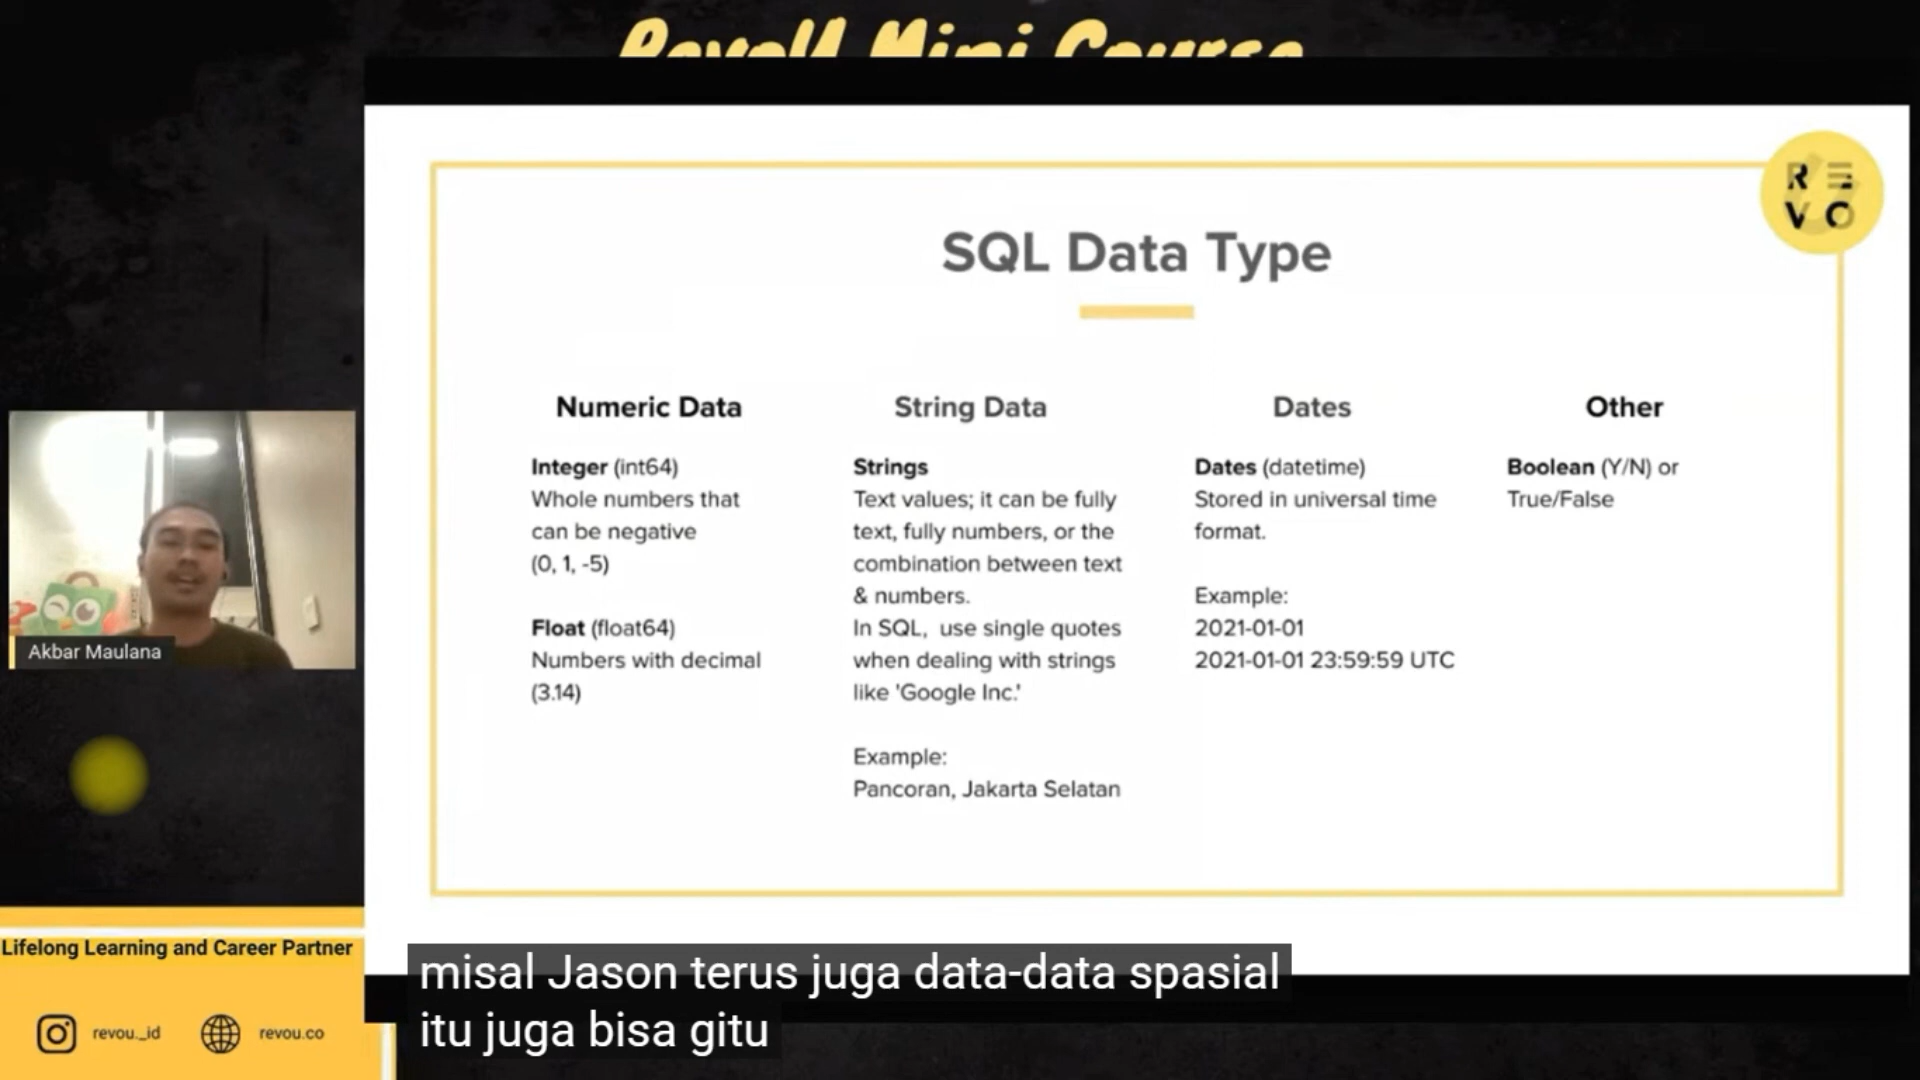 RevoU Mini Course
R E
V O
SQL Data Type
Numeric Data
Integer (int64)
Whole numbers that
can be negative
(0, 1, -5)
Float (float64)
Numbers with decimal
(3.14)
String Data
Strings
Text values; it can be fully
text, fully numbers, or the
combination between text
& numbers.
In SQL, use single quotes
when dealing with strings
like 'Google Inc.'
Example:
Pancoran, Jakarta Selatan
Dates
Dates (datetime)
Stored in universal time
format.
Example:
2021-01-01
2021-01-01 23:59:59 UTC
Other
Boolean (Y/N) or
True/False
Akbar Maulana
Lifelong Learning and Career Partner
revou_id
revou.co
misal Jason terus juga data-data spasial
itu juga bisa gitu